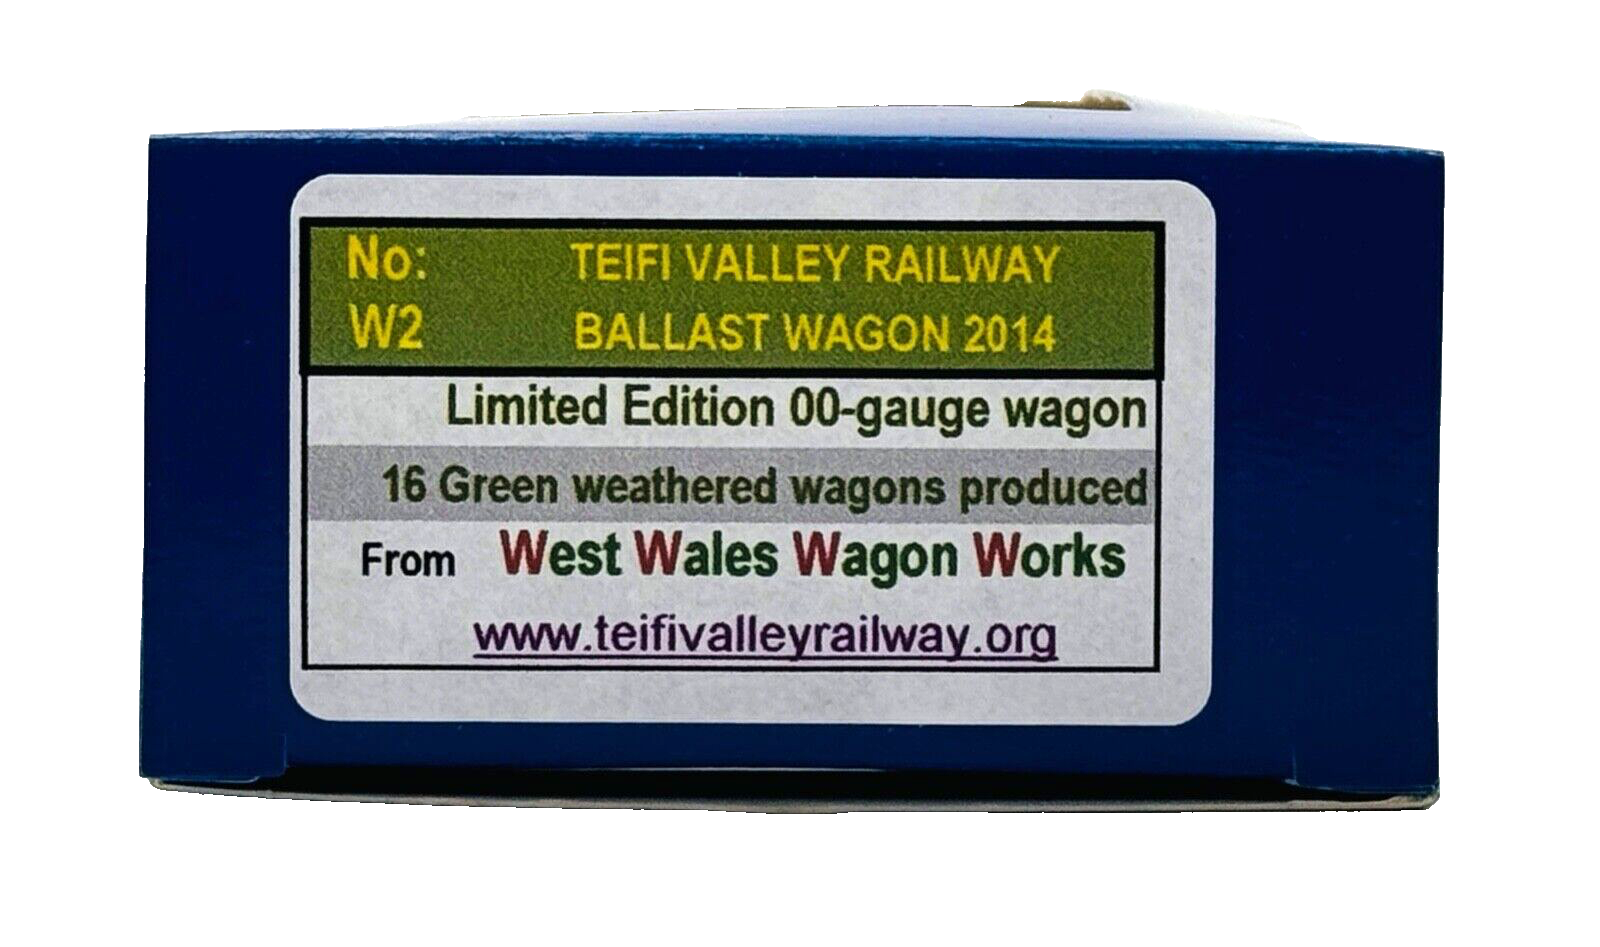 No: TEIFI VALLEY RAILWAY
W2 BALLAST WAGON 2014
Limited Edition 00-gauge wagon
16 Green weathered wagons produced
From West Wales Wagon Works
www.teifivalleyrailway.org